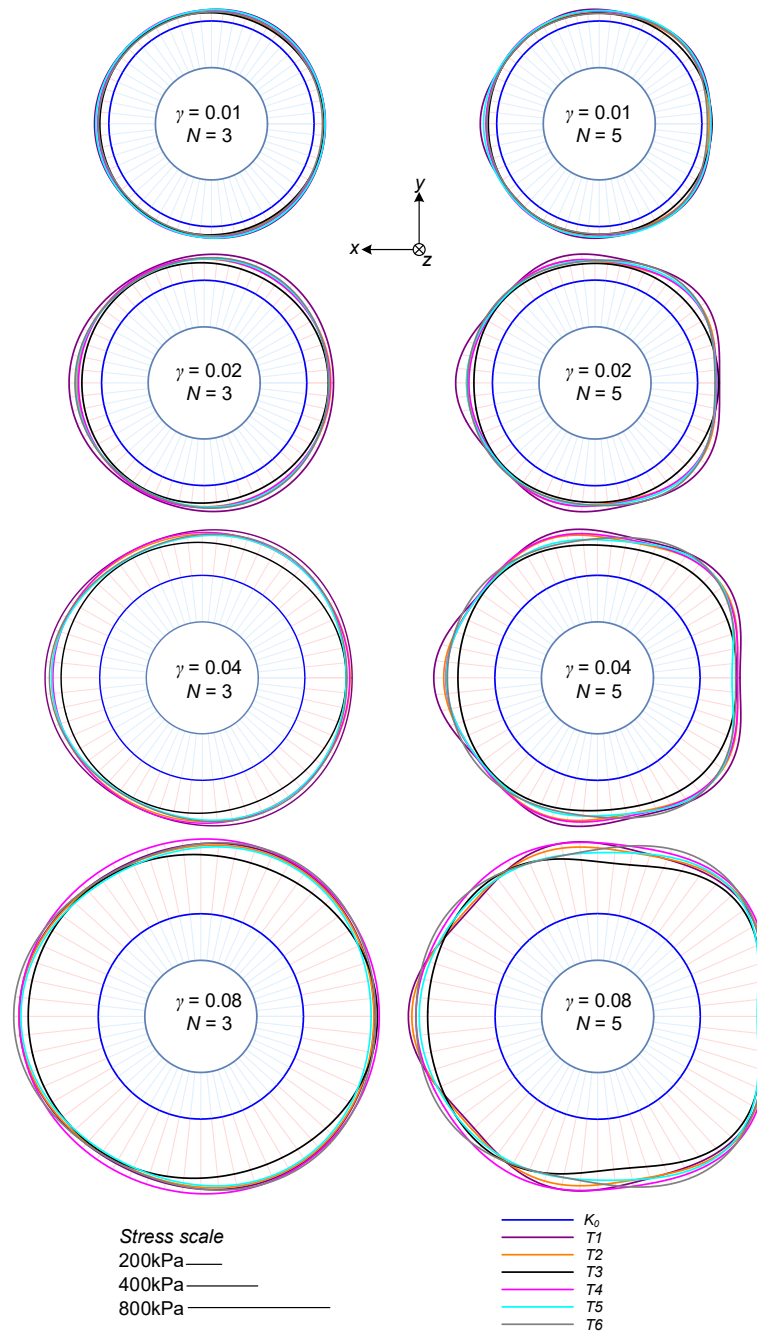 γ = 0.01
N = 3
γ = 0.01
N = 5
y
x
z
γ = 0.02
N = 3
γ = 0.02
N = 5
γ = 0.04
N = 3
γ = 0.04
N = 5
γ = 0.08
N = 3
γ = 0.08
N = 5
Stress scale
200kPa
400kPa
800kPa
K₀
T1
T2
T3
T4
T5
T6